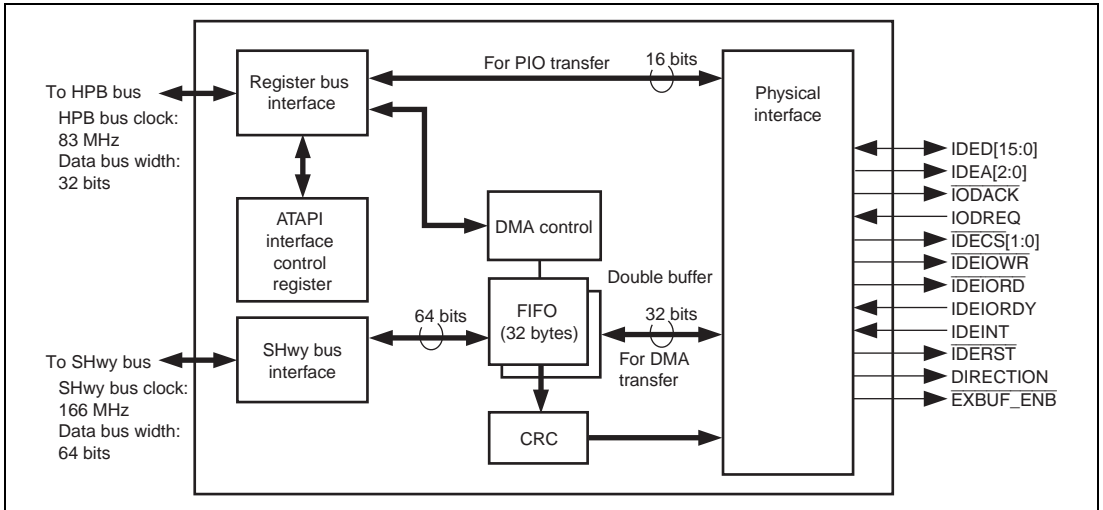 For PIO transfer
16 bits
Register bus
interface
Physical
interface
To HPB bus
HPB bus clock:
83 MHz
Data bus width:
32 bits
ATAPI
interface
control
register
DMA control
Double buffer
FIFO
(32 bytes)
64 bits
32 bits
For DMA
transfer
SHwy bus
interface
To SHwy bus
SHwy bus clock:
166 MHz
Data bus width:
64 bits
CRC
IDED[15:0]
IDEA[2:0]
IODACK
IODREQ
IDECS[1:0]
IDEIOWR
IDEIORD
IDEIORDY
IDEINT
IDERST
DIRECTION
EXBUF_ENB